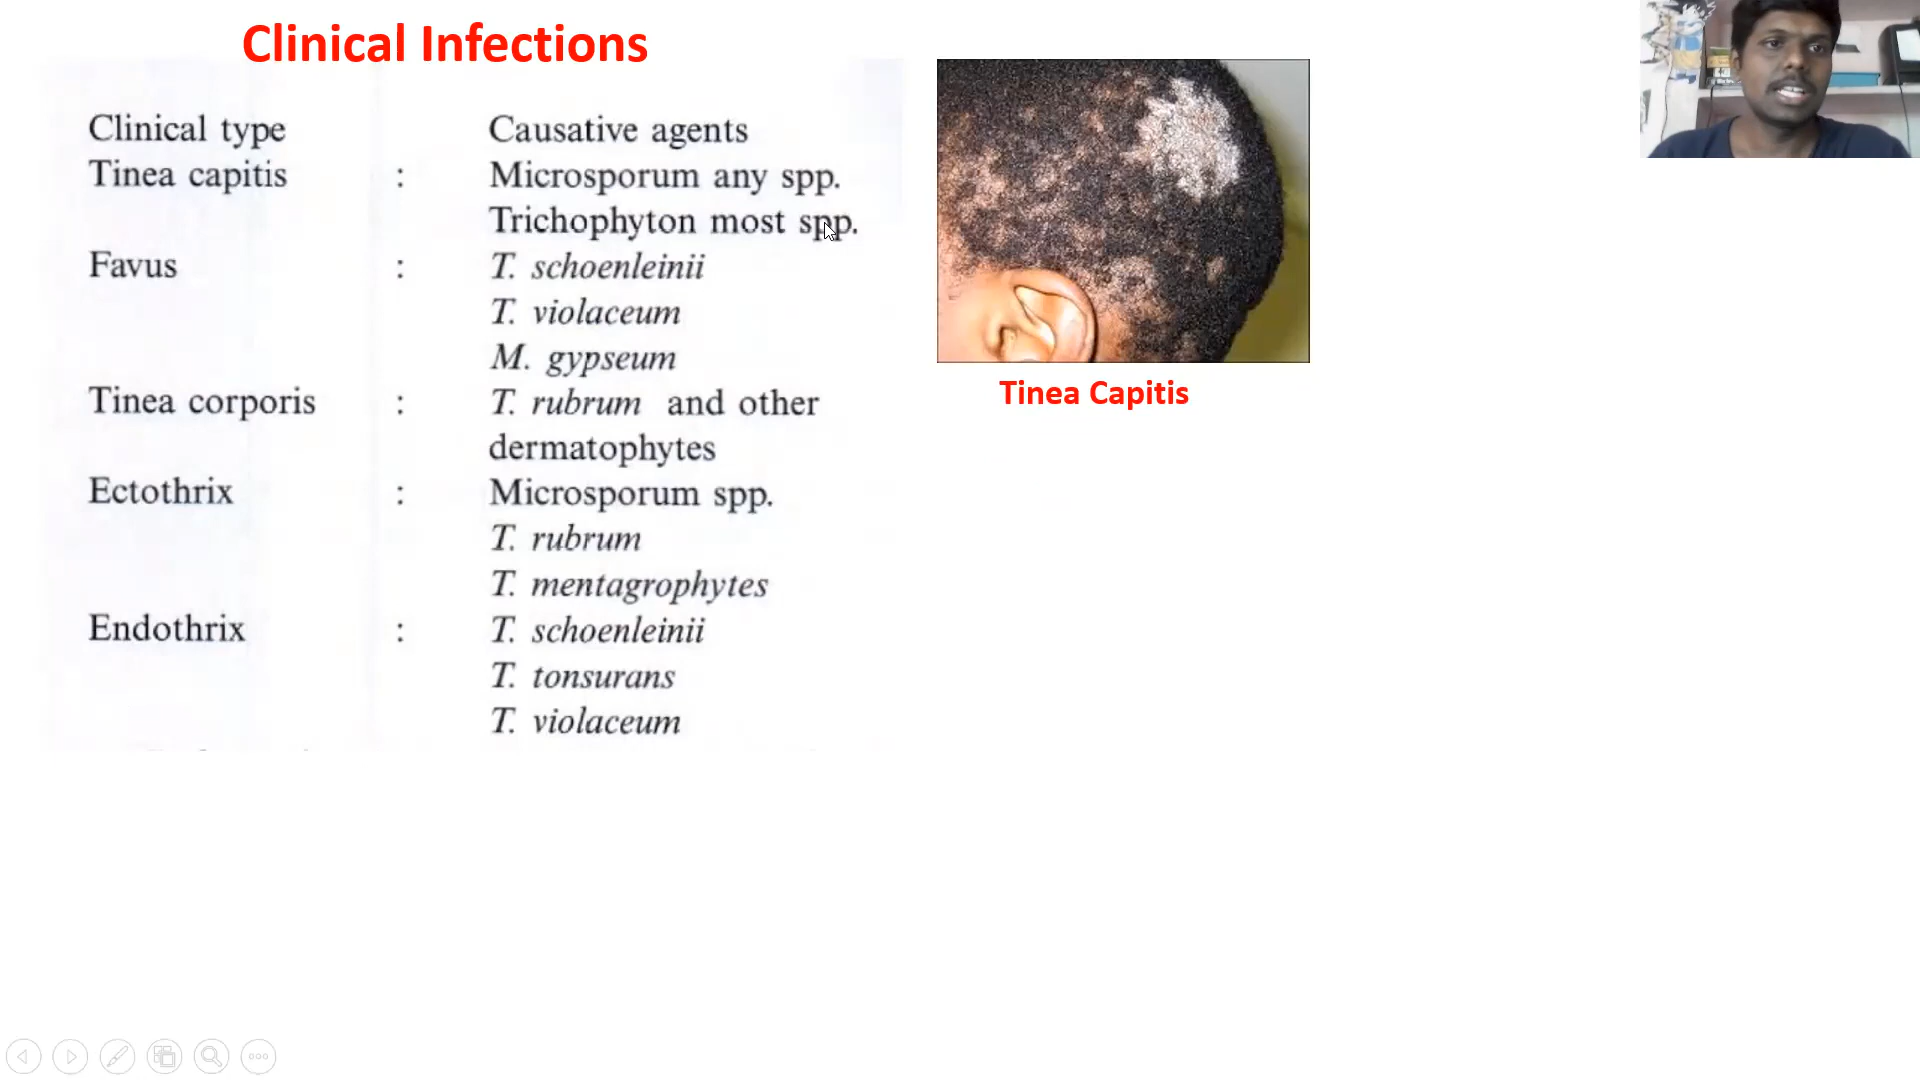 Clinical Infections
Clinical type Causative agents
Tinea capitis : Microsporum any spp.
Trichophyton most spp.
Favus : T. schoenleinii
T. violaceum
M. gypseum
Tinea corporis : T. rubrum and other
dermatophytes
Ectothrix : Microsporum spp.
T. rubrum
T. mentagrophytes
Endothrix : T. schoenleinii
T. tonsurans
T. violaceum
Tinea Capitis